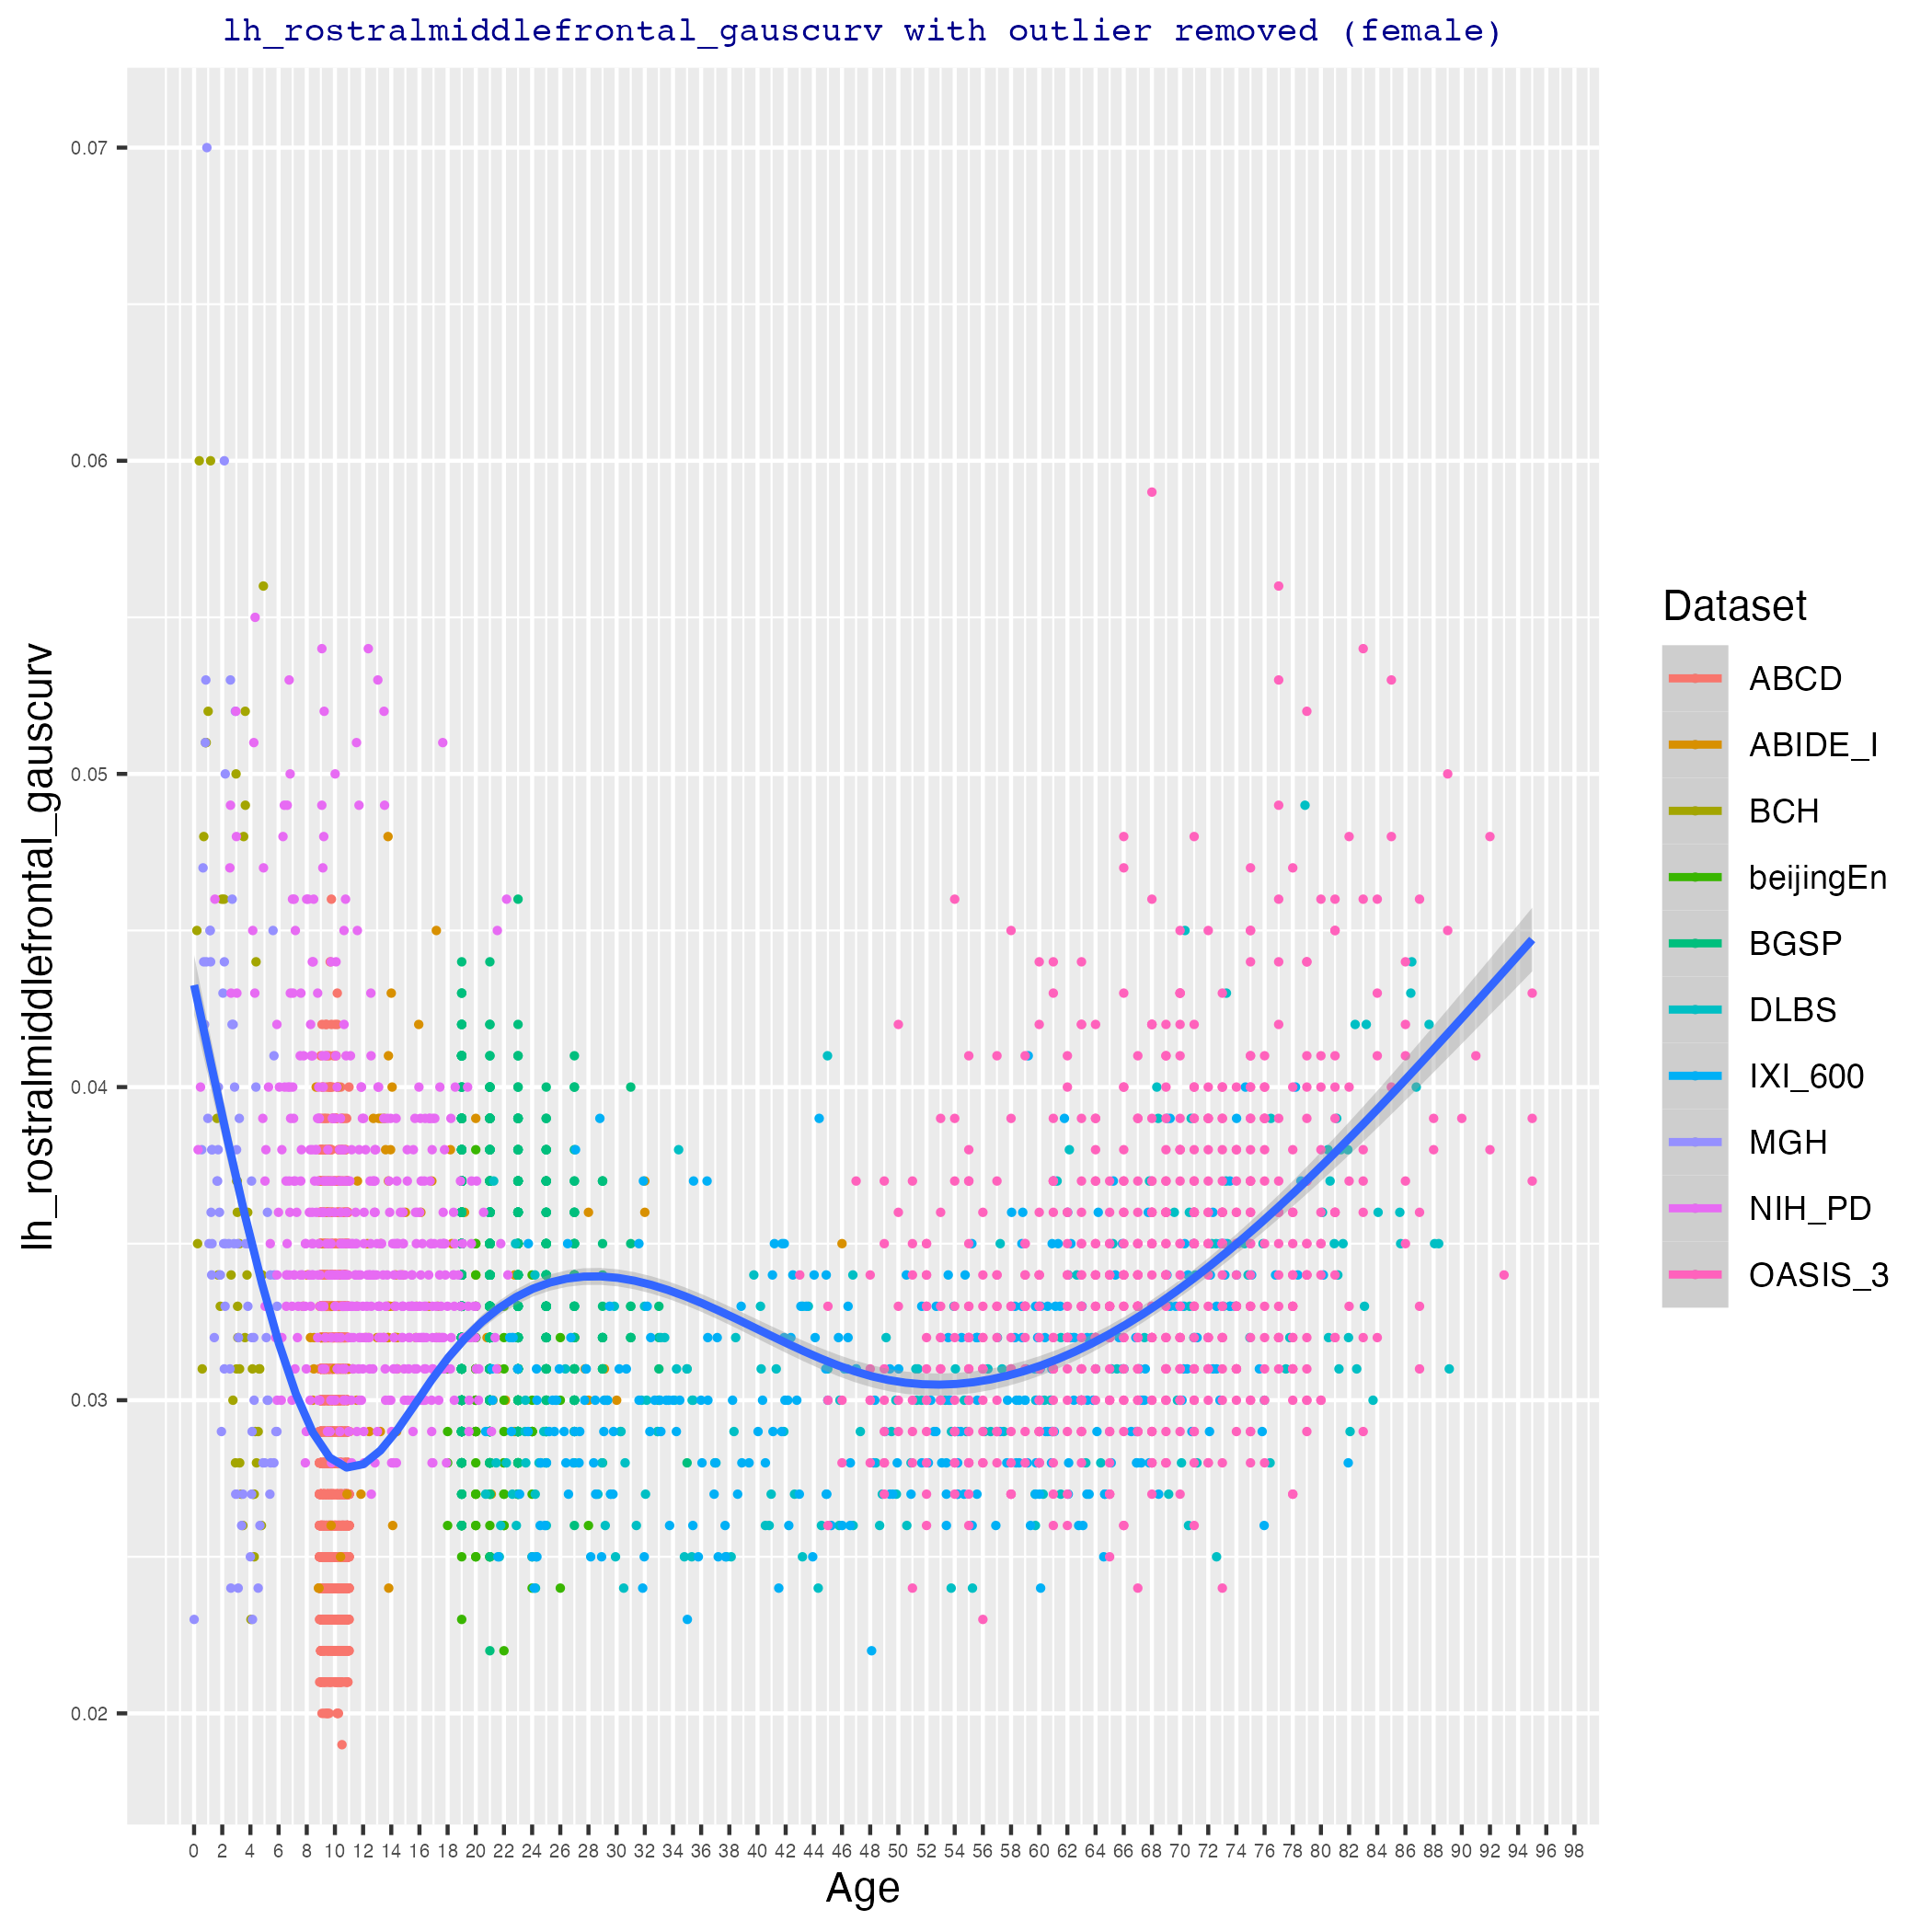 lh_rostralmiddlefrontal_gauscurv with outlier removed (female)
lh_rostralmiddlefrontal_gauscurv
0.07
0.06
0.05
0.04
0.03
0.02
0 2 4 6 8 10 12 14 16 18 20 22 24 26 28 30 32 34 36 38 40 42 44 46 48 50 52 54 56 58 60 62 64 66 68 70 72 74 76 78 80 82 84 86 88 90 92 94 96 98
Age
Dataset
ABCD
ABIDE_I
BCH
beijingEn
BGSP
DLBS
IXI_600
MGH
NIH_PD
OASIS_3